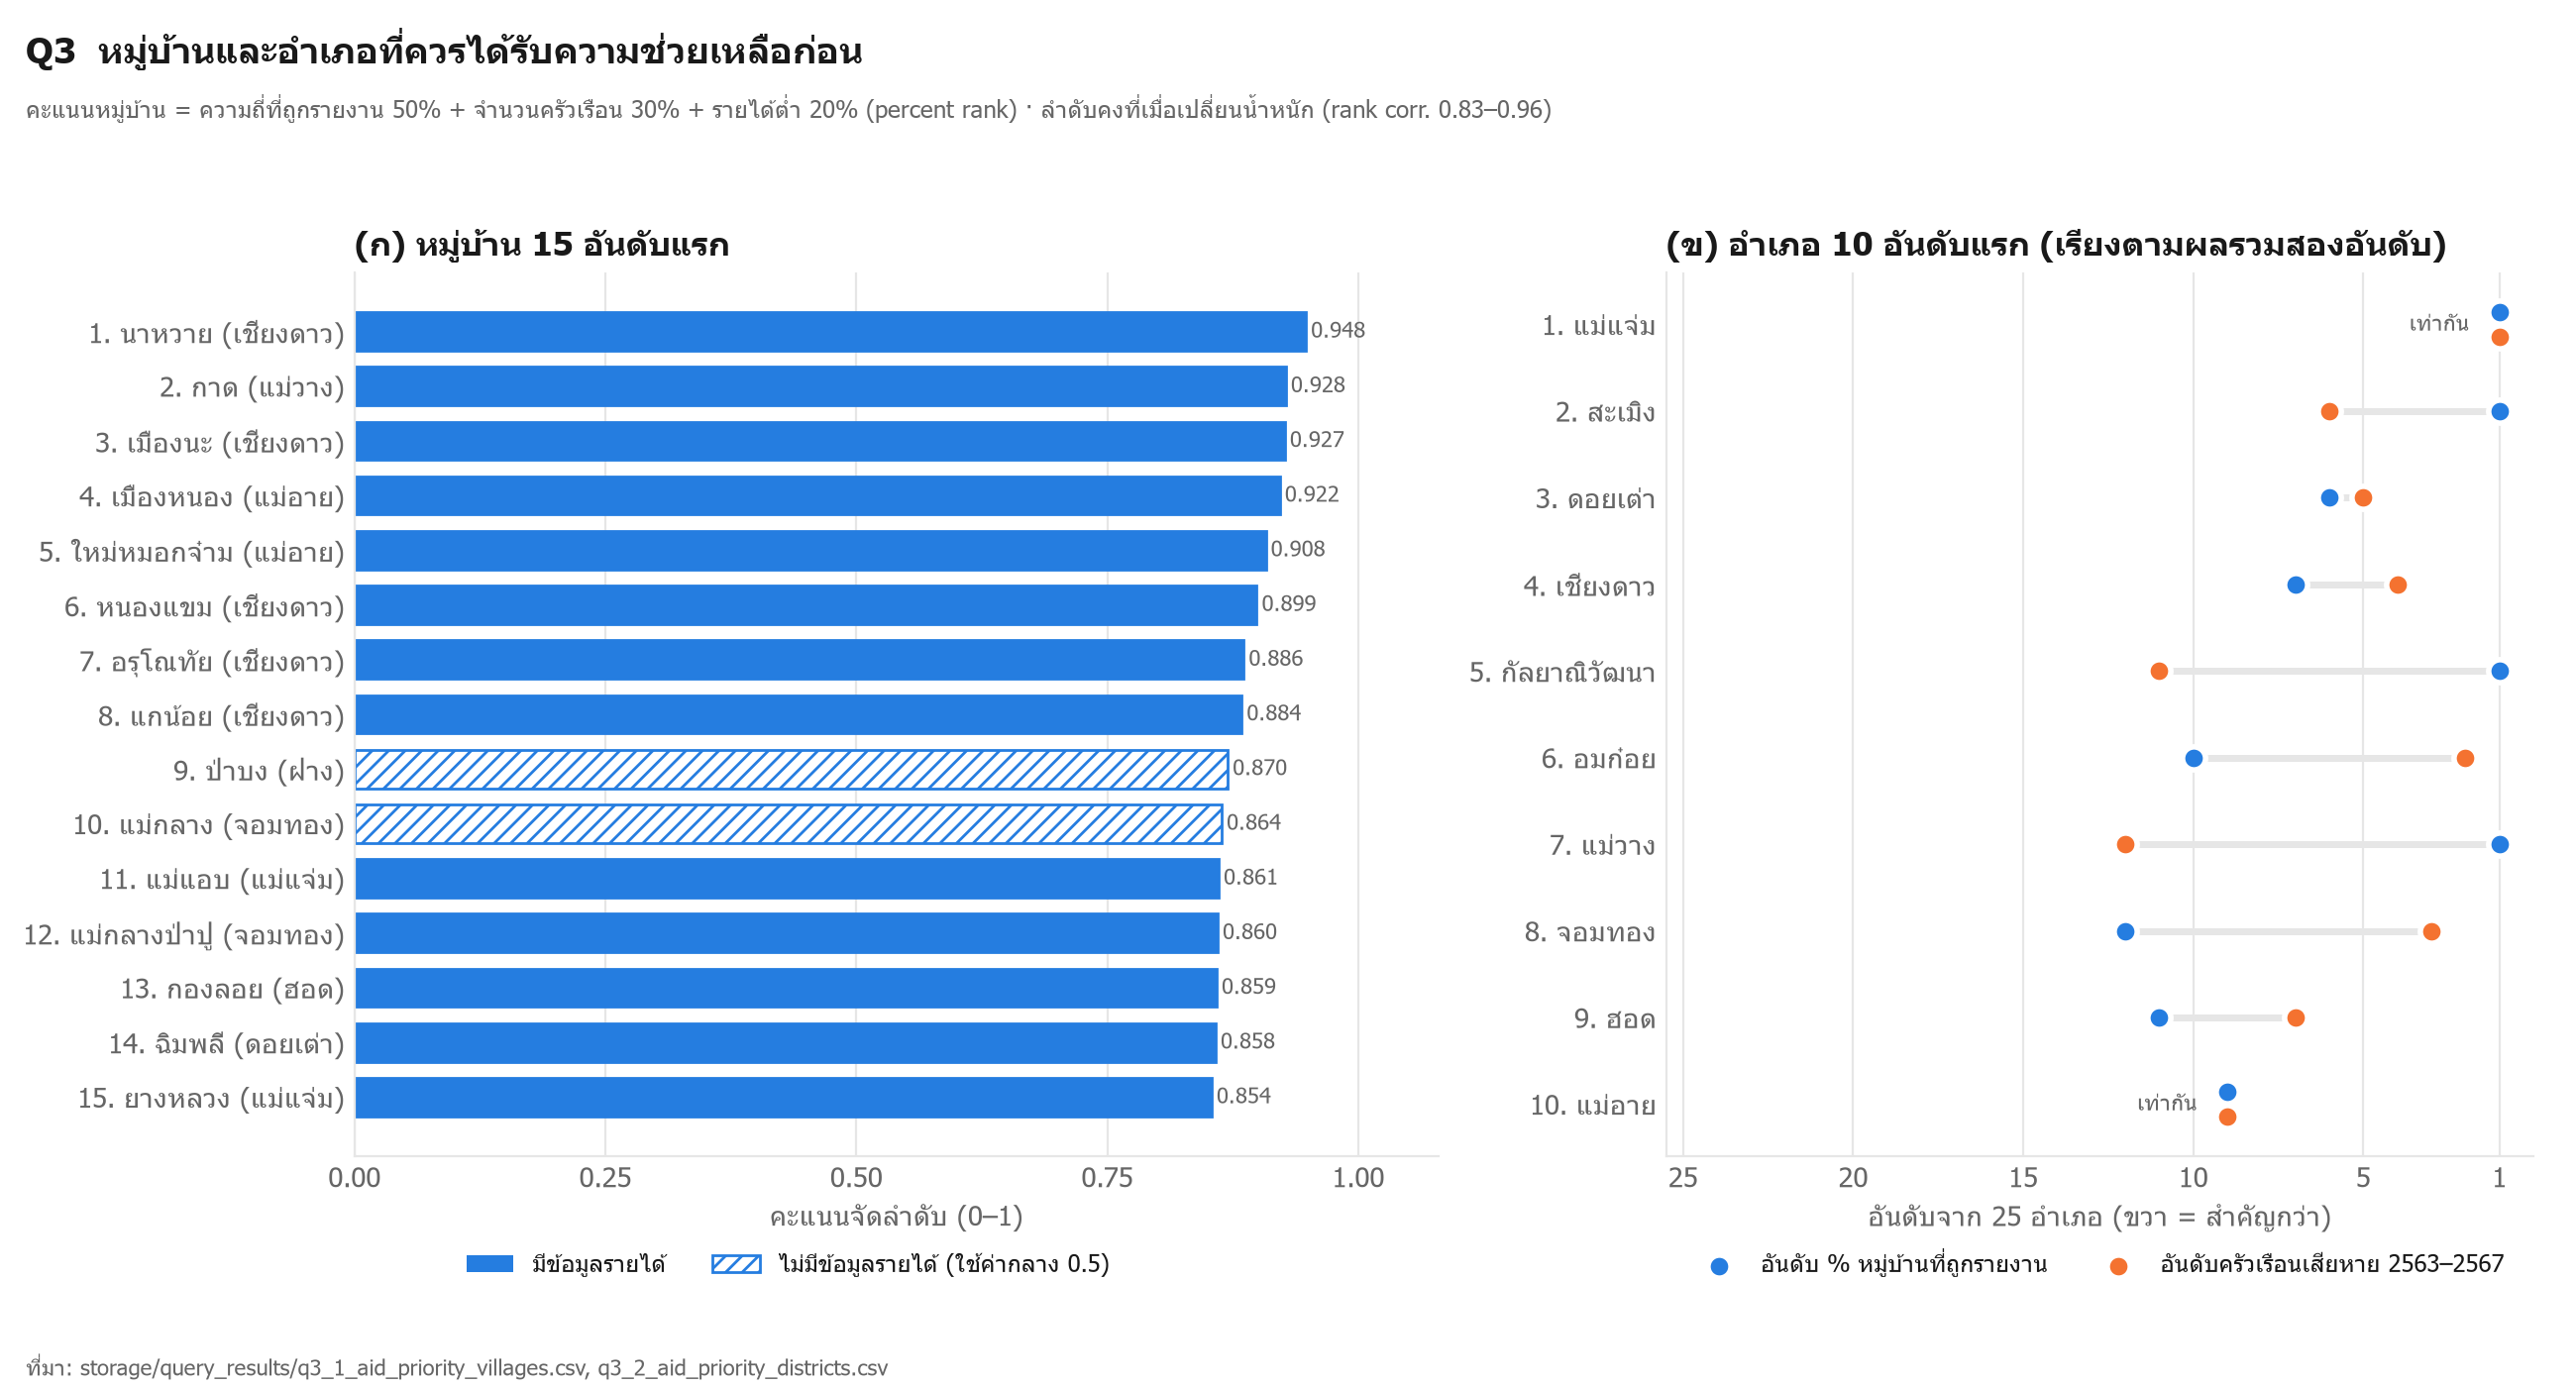 Q3 หมู่บ้านและอำเภอที่ควรได้รับความช่วยเหลือก่อน
คะแนนหมู่บ้าน = ความถี่ที่ถูกรายงาน 50% + จำนวนครัวเรือน 30% + รายได้ต่ำ 20% (percent rank) · ลำดับคงที่เมื่อเปลี่ยนน้ำหนัก (rank corr. 0.83–0.96)
(ก) หมู่บ้าน 15 อันดับแรก
1. นาหวาย (เชียงดาว) 0.948
2. กาด (แม่วาง) 0.928
3. เมืองนะ (เชียงดาว) 0.927
4. เมืองหนอง (แม่อาย) 0.922
5. ใหม่หมอกจ๋าม (แม่อาย) 0.908
6. หนองแขม (เชียงดาว) 0.899
7. อรุโณทัย (เชียงดาว) 0.886
8. แกน้อย (เชียงดาว) 0.884
9. ป่าบง (ฝาง) 0.870
10. แม่กลาง (จอมทอง) 0.864
11. แม่แอบ (แม่แจ่ม) 0.861
12. แม่กลางป่าปู (จอมทอง) 0.860
13. กองลอย (ฮอด) 0.859
14. ฉิมพลี (ดอยเต่า) 0.858
15. ยางหลวง (แม่แจ่ม) 0.854
0.00 0.25 0.50 0.75 1.00
คะแนนจัดลำดับ (0–1)
มีข้อมูลรายได้ ไม่มีข้อมูลรายได้ (ใช้ค่ากลาง 0.5)
(ข) อำเภอ 10 อันดับแรก (เรียงตามผลรวมสองอันดับ)
1. แม่แจ่ม เท่ากัน
2. สะเมิง
3. ดอยเต่า
4. เชียงดาว
5. กัลยาณิวัฒนา
6. อมก๋อย
7. แม่วาง
8. จอมทอง
9. ฮอด
10. แม่อาย เท่ากัน
25 20 15 10 5 1
อันดับจาก 25 อำเภอ (ขวา = สำคัญกว่า)
อันดับ % หมู่บ้านที่ถูกรายงาน อันดับครัวเรือนเสียหาย 2563–2567
ที่มา: storage/query_results/q3_1_aid_priority_villages.csv, q3_2_aid_priority_districts.csv